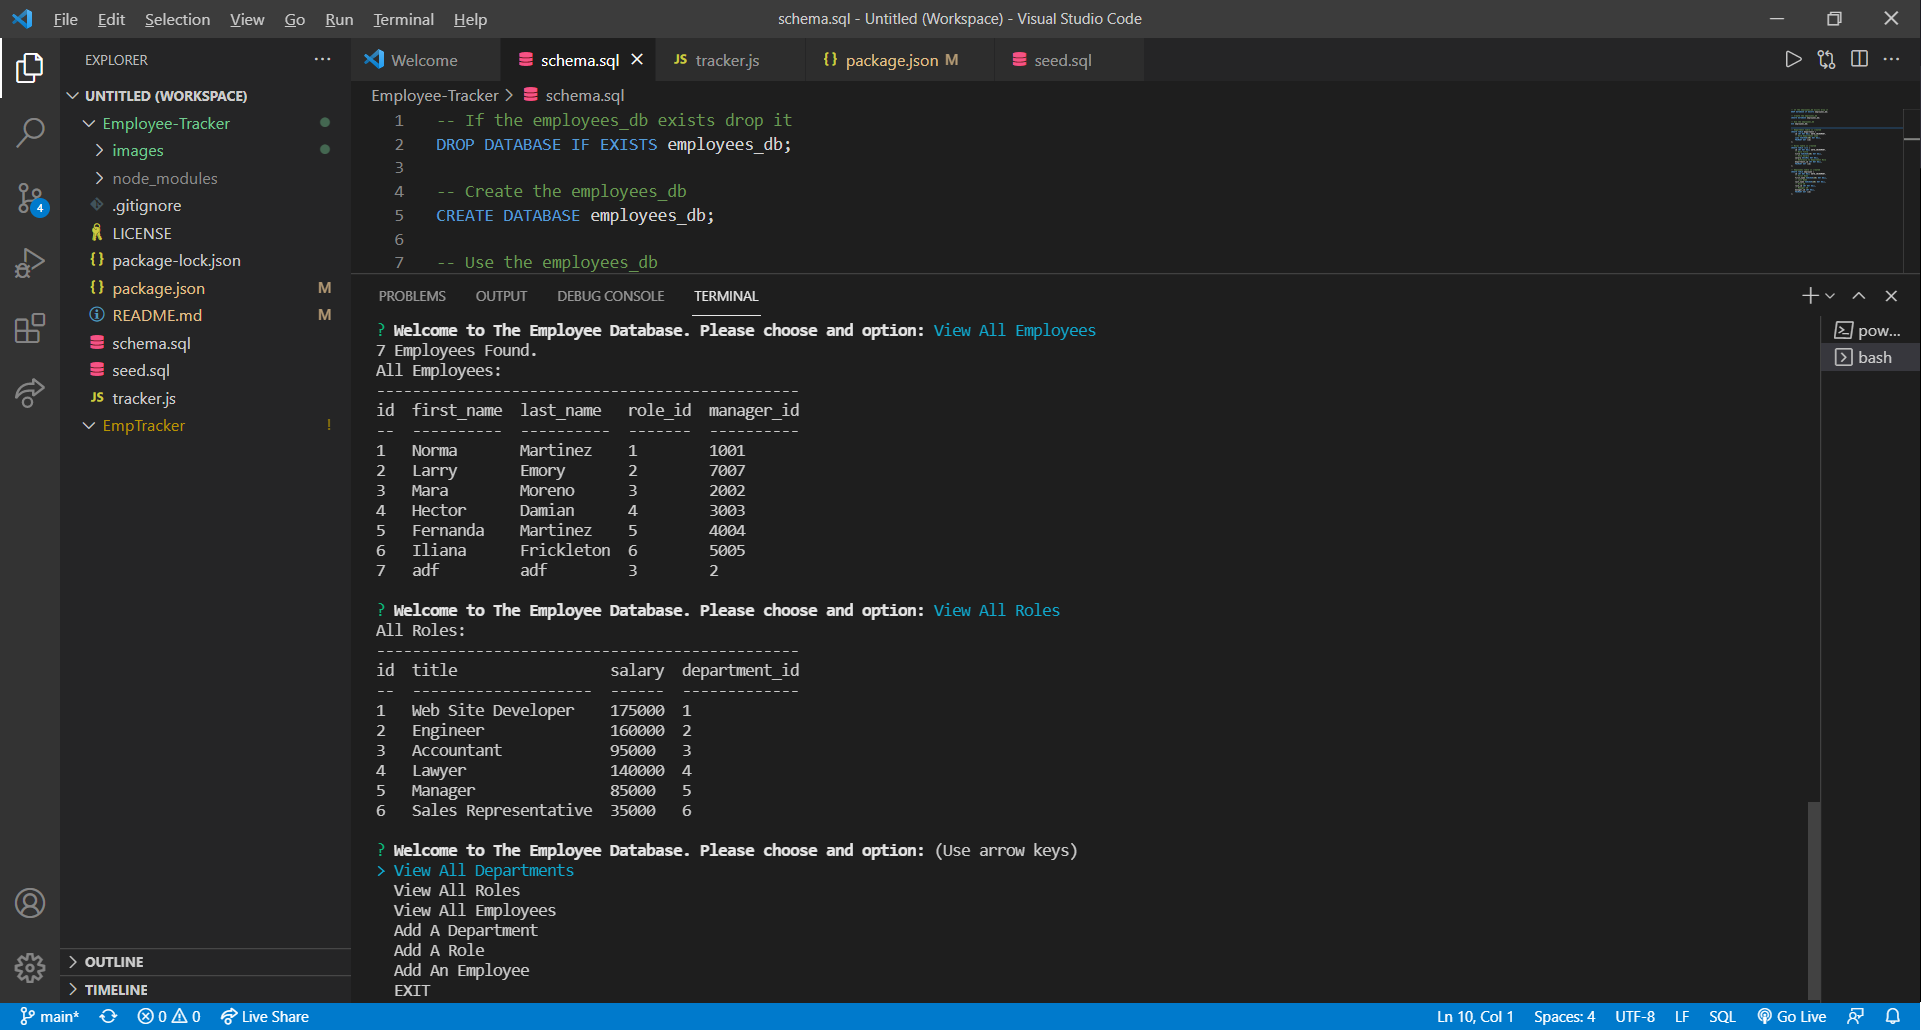 File Edit Selection View Go Run Terminal Help schema.sql - Untitled (Workspace) - Visual Studio Code
EXPLORER ···
UNTITLED (WORKSPACE)
Employee-Tracker
images
node_modules
.gitignore
LICENSE
package-lock.json
package.json M
README.md M
schema.sql
seed.sql
JS tracker.js
EmpTracker !
OUTLINE
TIMELINE
4
Welcome schema.sql JS tracker.js {} package.json M seed.sql
Employee-Tracker > schema.sql
1 -- If the employees_db exists drop it
2 DROP DATABASE IF EXISTS employees_db;
3
4 -- Create the employees_db
5 CREATE DATABASE employees_db;
6
7 -- Use the employees_db
PROBLEMS OUTPUT DEBUG CONSOLE TERMINAL
pow...
bash
? Welcome to The Employee Database. Please choose and option: View All Employees
7 Employees Found.
All Employees:
-----------------------------------------------
id first_name last_name role_id manager_id
-- ---------- ---------- ------- ----------
1 Norma Martinez 1 1001
2 Larry Emory 2 7007
3 Mara Moreno 3 2002
4 Hector Damian 4 3003
5 Fernanda Martinez 5 4004
6 Iliana Frickleton 6 5005
7 adf adf 3 2
? Welcome to The Employee Database. Please choose and option: View All Roles
All Roles:
-----------------------------------------------
id title salary department_id
-- -------------------- ------ -------------
1 Web Site Developer 175000 1
2 Engineer 160000 2
3 Accountant 95000 3
4 Lawyer 140000 4
5 Manager 85000 5
6 Sales Representative 35000 6
? Welcome to The Employee Database. Please choose and option: (Use arrow keys)
> View All Departments
View All Roles
View All Employees
Add A Department
Add A Role
Add An Employee
EXIT
main* 0 0 Live Share Ln 10, Col 1 Spaces: 4 UTF-8 LF SQL Go Live